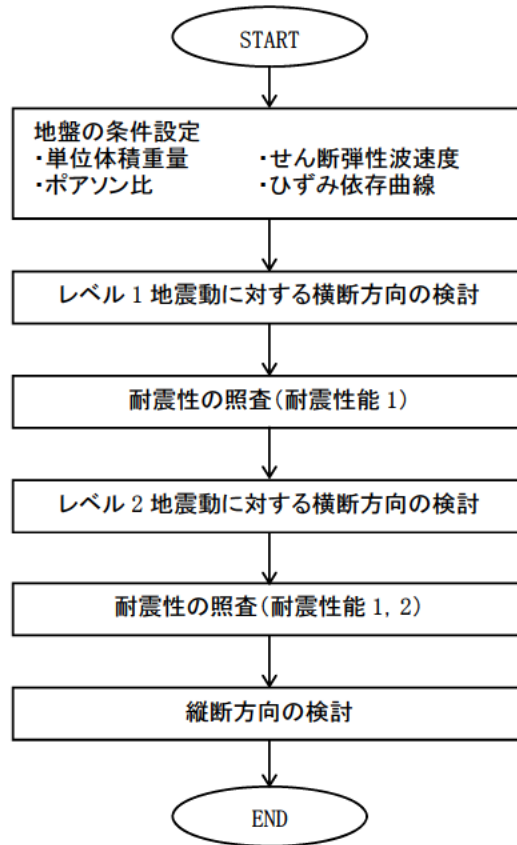 START
地盤の条件設定
・単位体積重量 ・せん断弾性波速度
・ポアソン比 ・ひずみ依存曲線
レベル 1 地震動に対する横断方向の検討
耐震性の照査(耐震性能 1)
レベル 2 地震動に対する横断方向の検討
耐震性の照査(耐震性能 1, 2)
縦断方向の検討
END